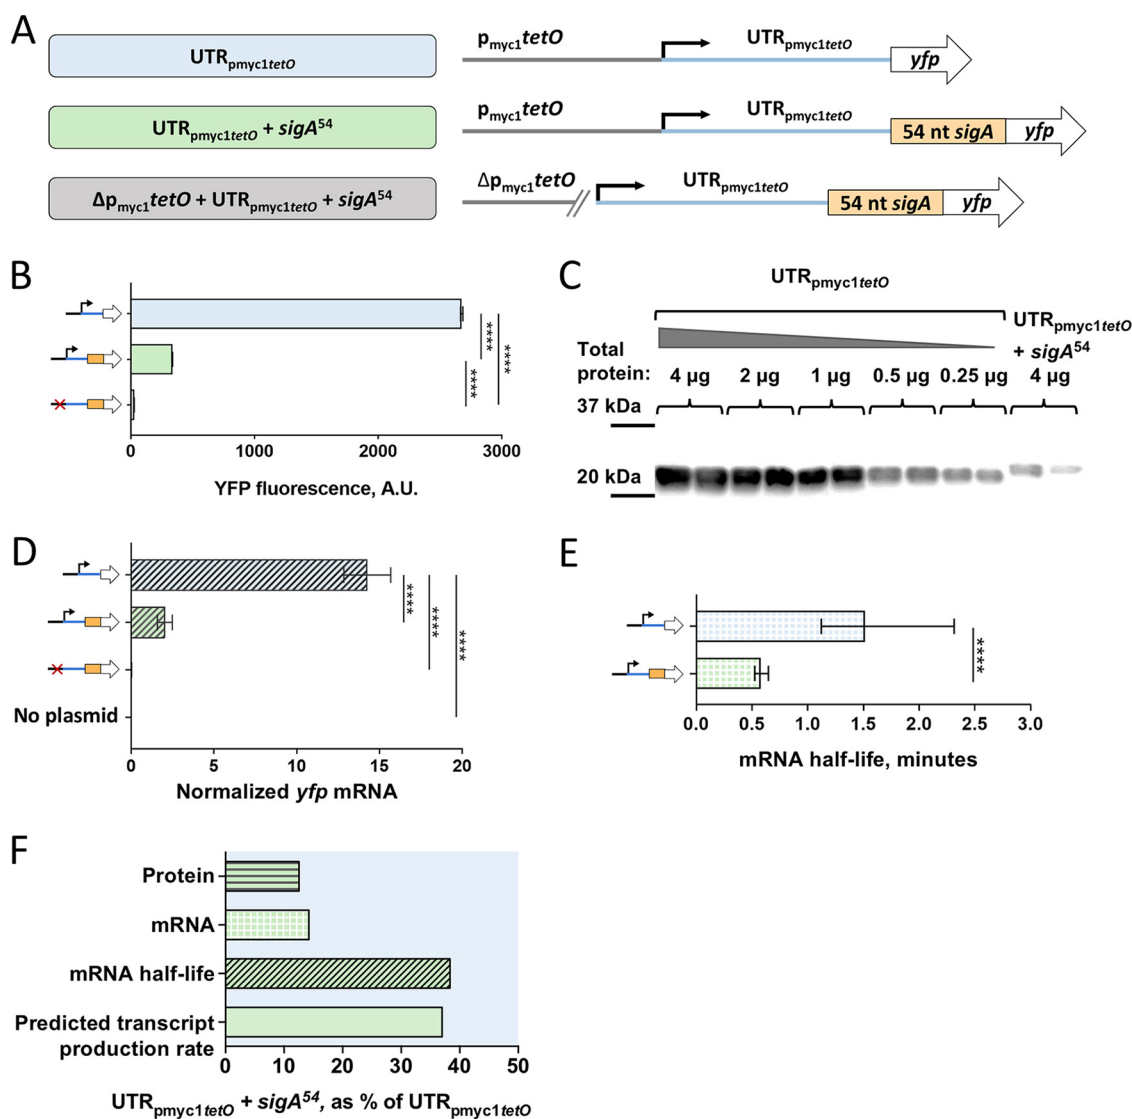 A
UTRpmyc1tetO
pmyc1tetO
UTRpmyc1tetO
yfp
UTRpmyc1tetO + sigA54
pmyc1tetO
UTRpmyc1tetO
54 nt sigA
yfp
Δpmyc1tetO + UTRpmyc1tetO + sigA54
Δpmyc1tetO
UTRpmyc1tetO
54 nt sigA
yfp
B
****
****
****
0 1000 2000 3000
YFP fluorescence, A.U.
C
UTRpmyc1tetO
UTRpmyc1tetO
+ sigA54
Total
protein:
4 µg 2 µg 1 µg 0.5 µg 0.25 µg 4 µg
37 kDa
20 kDa
D
****
****
****
No plasmid
0 5 10 15 20
Normalized yfp mRNA
E
****
0.0 0.5 1.0 1.5 2.0 2.5 3.0
mRNA half-life, minutes
F
Protein
mRNA
mRNA half-life
Predicted transcript
production rate
0 10 20 30 40 50
UTRpmyc1tetO + sigA54, as % of UTRpmyc1tetO